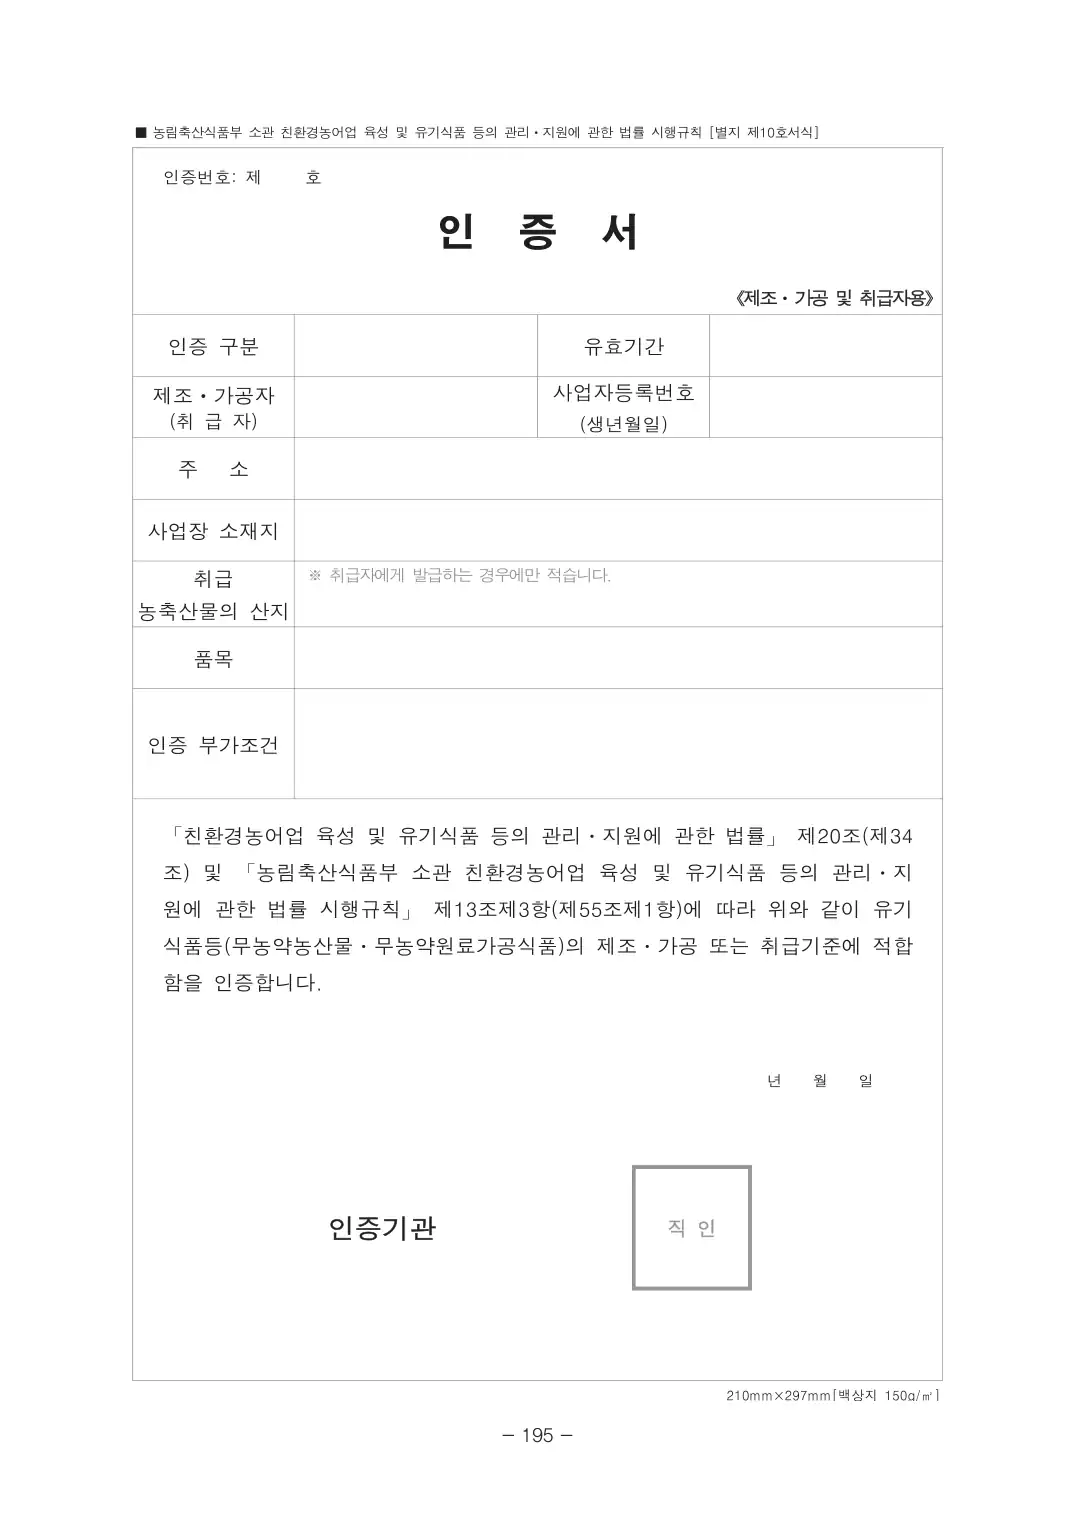 ■ 농림축산식품부 소관 친환경농어업 육성 및 유기식품 등의 관리·지원에 관한 법률 시행규칙 [별지 제10호서식]
인증번호: 제 호
인 증 서
《제조·가공 및 취급자용》
인증 구분 유효기간
제조·가공자 사업자등록번호
(취 급 자) (생년월일)
주 소
사업장 소재지
취급 ※ 취급자에게 발급하는 경우에만 적습니다.
농축산물의 산지
품목
인증 부가조건
「친환경농어업 육성 및 유기식품 등의 관리·지원에 관한 법률」 제20조(제34
조) 및 「농림축산식품부 소관 친환경농어업 육성 및 유기식품 등의 관리·지
원에 관한 법률 시행규칙」 제13조제3항(제55조제1항)에 따라 위와 같이 유기
식품등(무농약농산물·무농약원료가공식품)의 제조·가공 또는 취급기준에 적합
함을 인증합니다.
년 월 일
인증기관 직 인
210mm×297mm[백상지 150g/㎡]
- 195 -